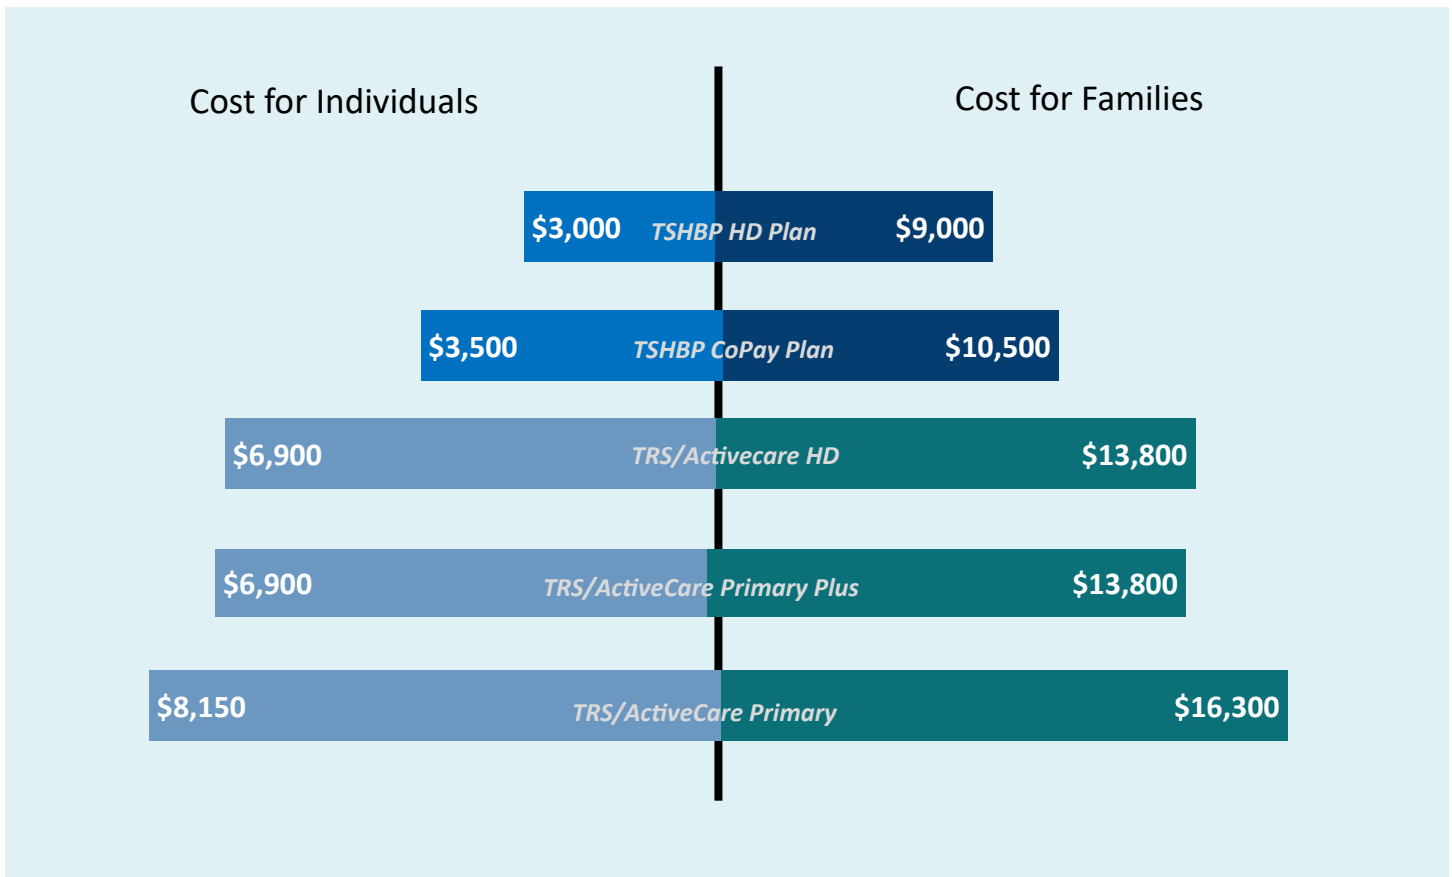 Cost for Individuals
Cost for Families
$3,000 TSHBP HD Plan $9,000
$3,500 TSHBP CoPay Plan $10,500
$6,900 TRS/Activecare HD $13,800
$6,900 TRS/ActiveCare Primary Plus $13,800
$8,150 TRS/ActiveCare Primary $16,300